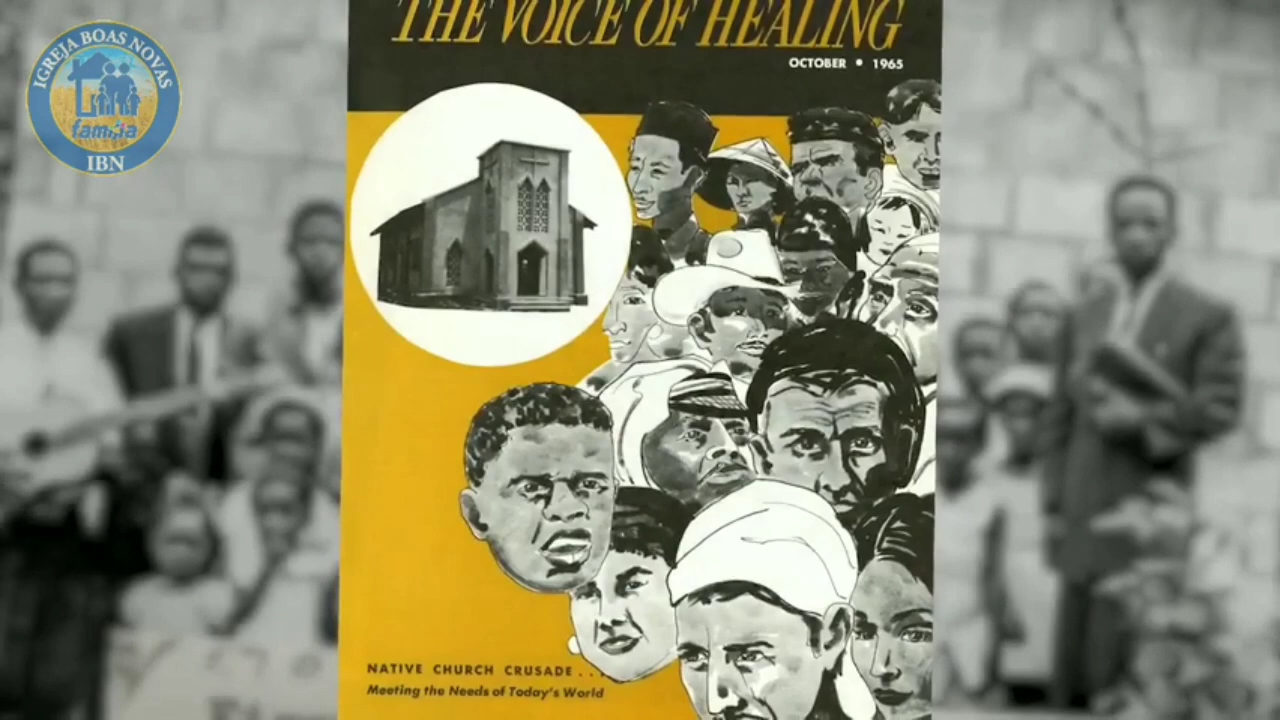 IGREJA BOAS NOVAS
família
IBN
THE VOICE OF HEALING
OCTOBER • 1965
NATIVE CHURCH CRUSADE . . .
Meeting the Needs of Today's World